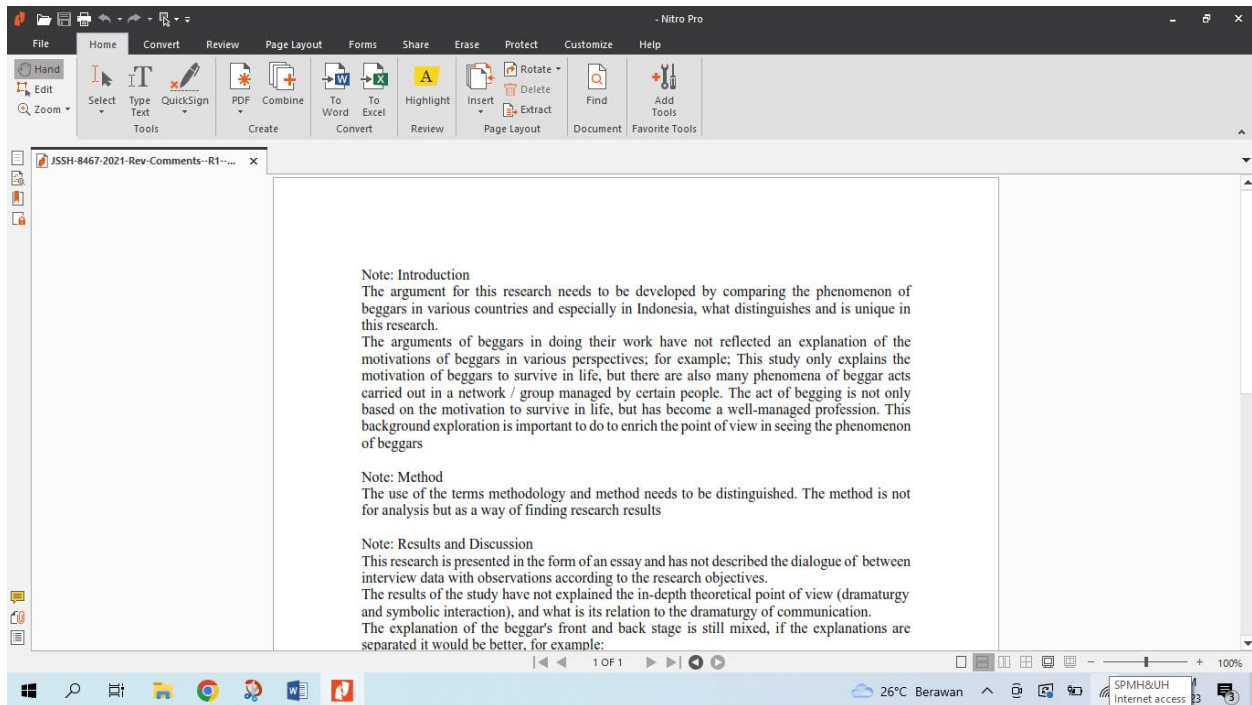 - Nitro Pro
File Home Convert Review Page Layout Forms Share Erase Protect Customize Help
Hand
Edit
Zoom
Select
Type Text
QuickSign
Tools
PDF
Combine
Create
To Word
To Excel
Convert
Highlight
Review
Insert
Rotate
Delete
Extract
Page Layout
Find
Document
Add Tools
Favorite Tools
JSSH-8467-2021-Rev-Comments--R1--...
Note: Introduction
The argument for this research needs to be developed by comparing the phenomenon of
beggars in various countries and especially in Indonesia, what distinguishes and is unique in
this research.
The arguments of beggars in doing their work have not reflected an explanation of the
motivations of beggars in various perspectives; for example; This study only explains the
motivation of beggars to survive in life, but there are also many phenomena of beggar acts
carried out in a network / group managed by certain people. The act of begging is not only
based on the motivation to survive in life, but has become a well-managed profession. This
background exploration is important to do to enrich the point of view in seeing the phenomenon
of beggars
Note: Method
The use of the terms methodology and method needs to be distinguished. The method is not
for analysis but as a way of finding research results
Note: Results and Discussion
This research is presented in the form of an essay and has not described the dialogue of between
interview data with observations according to the research objectives.
The results of the study have not explained the in-depth theoretical point of view (dramaturgy
and symbolic interaction), and what is its relation to the dramaturgy of communication.
The explanation of the beggar's front and back stage is still mixed, if the explanations are
separated it would be better, for example:
1 OF 1
100%
26°C Berawan
SPMH&UH
Internet access
23
3